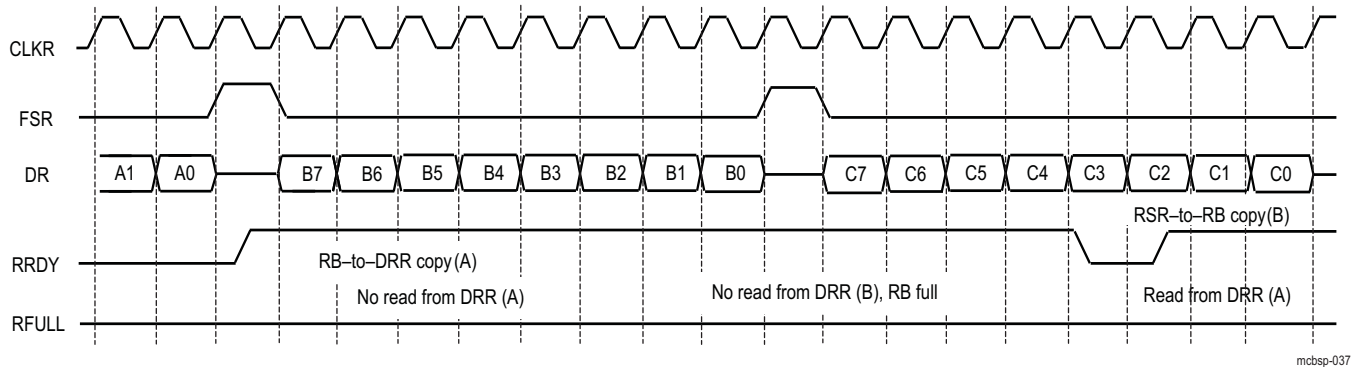 CLKR
FSR
DR A1 A0 B7 B6 B5 B4 B3 B2 B1 B0 C7 C6 C5 C4 C3 C2 C1 C0
RSR–to–RB copy(B)
RRDY RB–to–DRR copy(A)
No read from DRR (A) No read from DRR (B), RB full Read from DRR (A)
RFULL
mcbsp-037